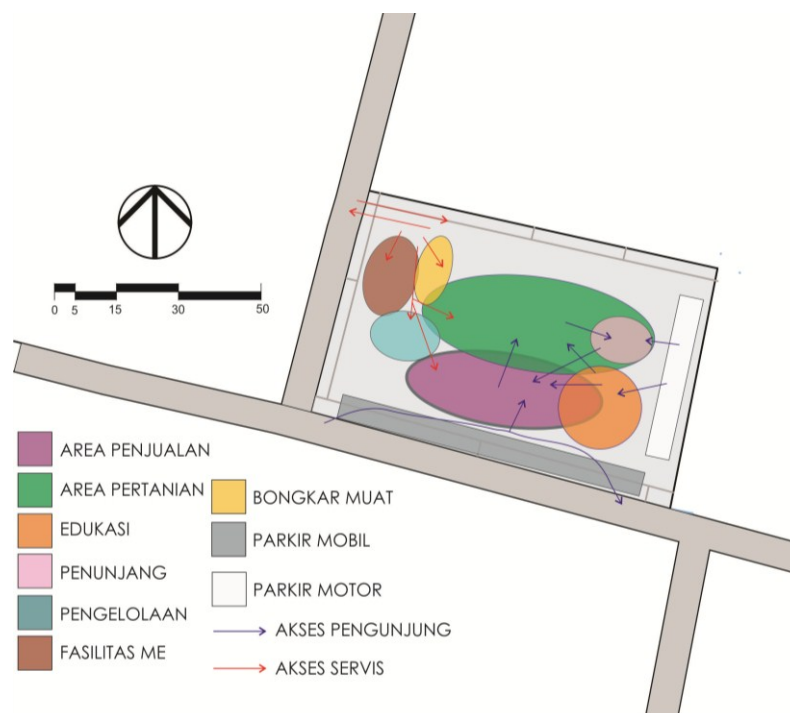 0 5 15 30 50
AREA PENJUALAN
AREA PERTANIAN
EDUKASI
PENUNJANG
PENGELOLAAN
FASILITAS ME
BONGKAR MUAT
PARKIR MOBIL
PARKIR MOTOR
AKSES PENGUNJUNG
AKSES SERVIS